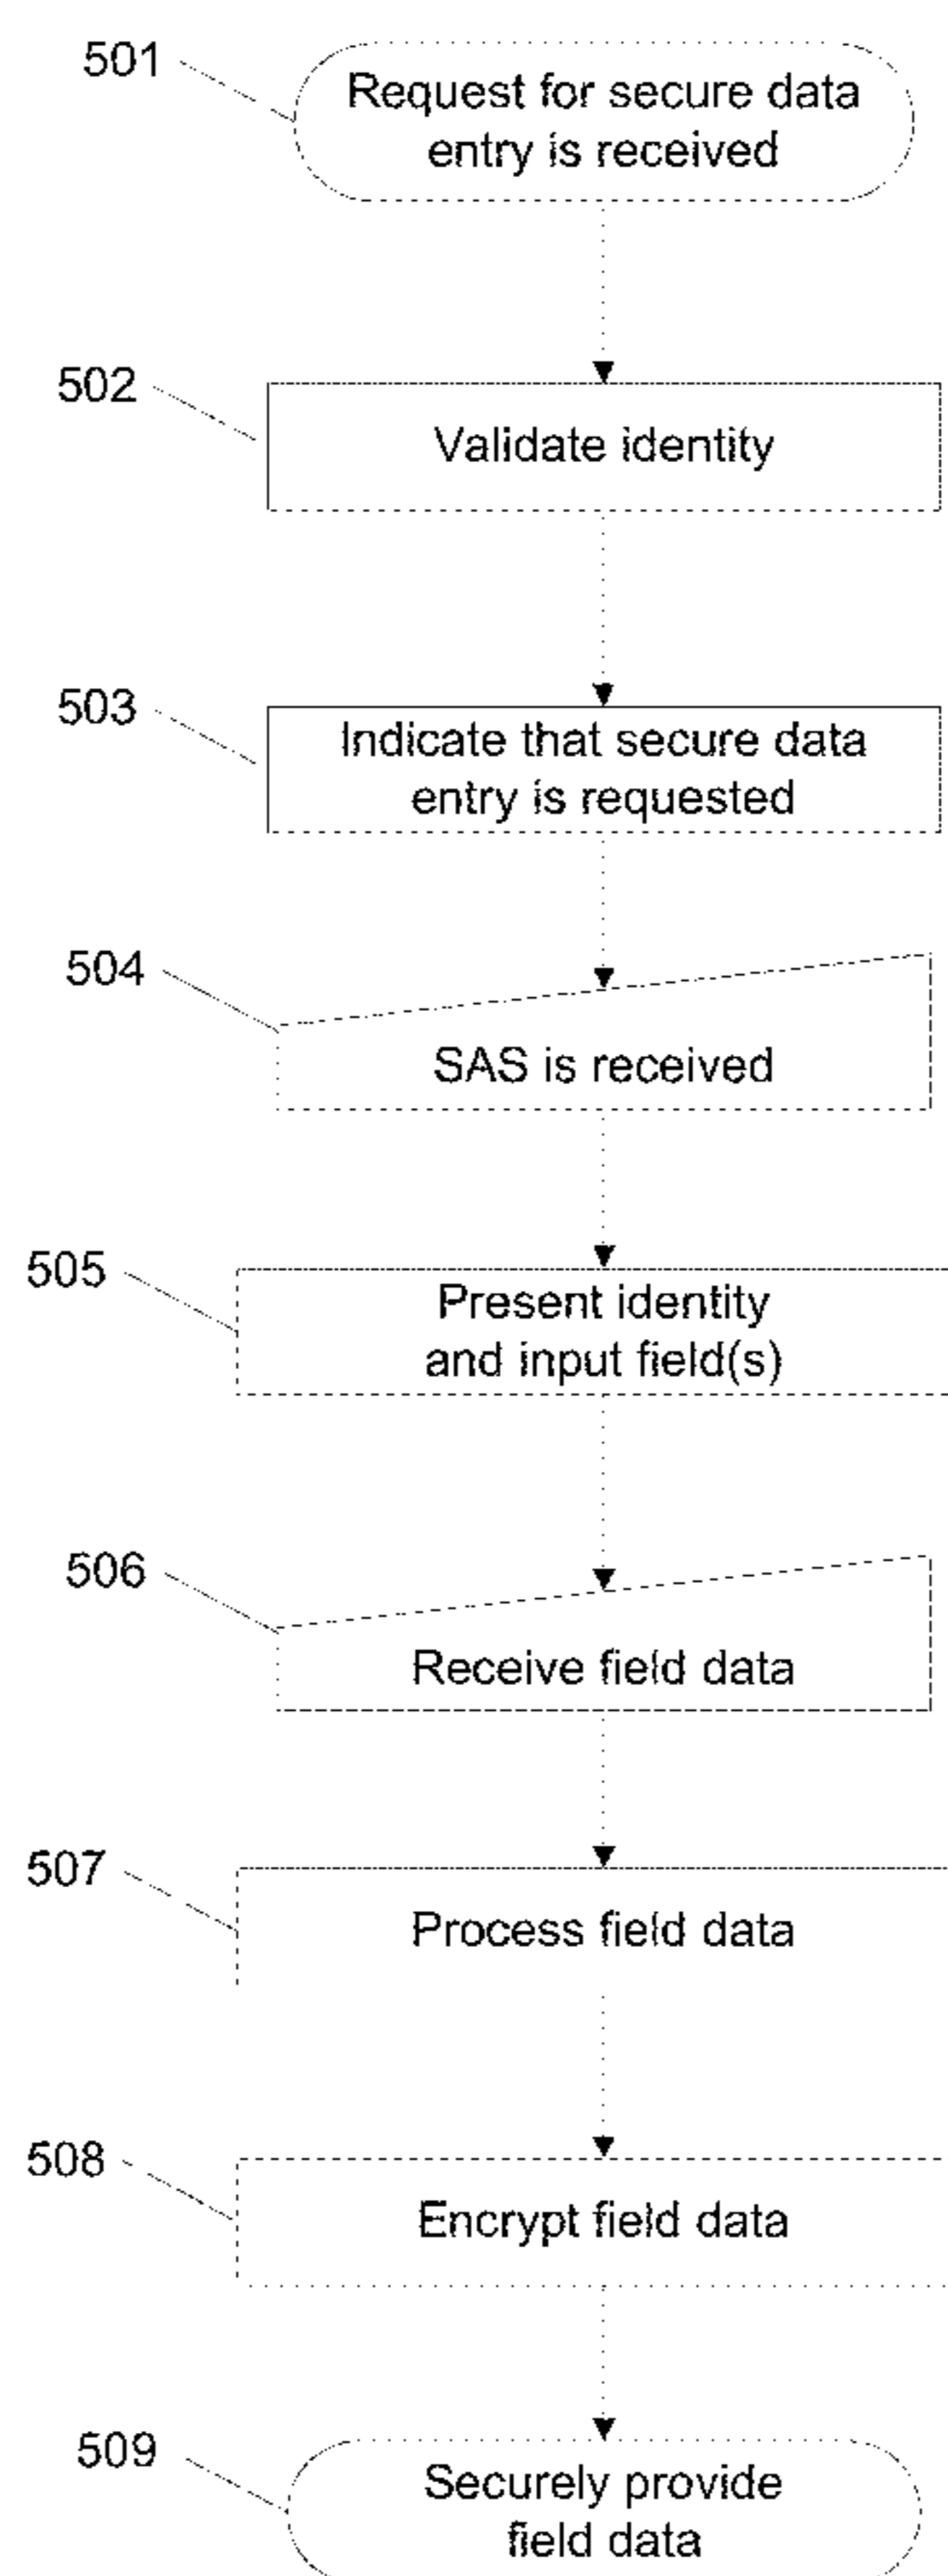 501
Request for secure data
entry is received
502
Validate identity
503
Indicate that secure data
entry is requested
504
SAS is received
505
Present identity
and input field(s)
506
Receive field data
507
Process field data
508
Encrypt field data
509
Securely provide
field data